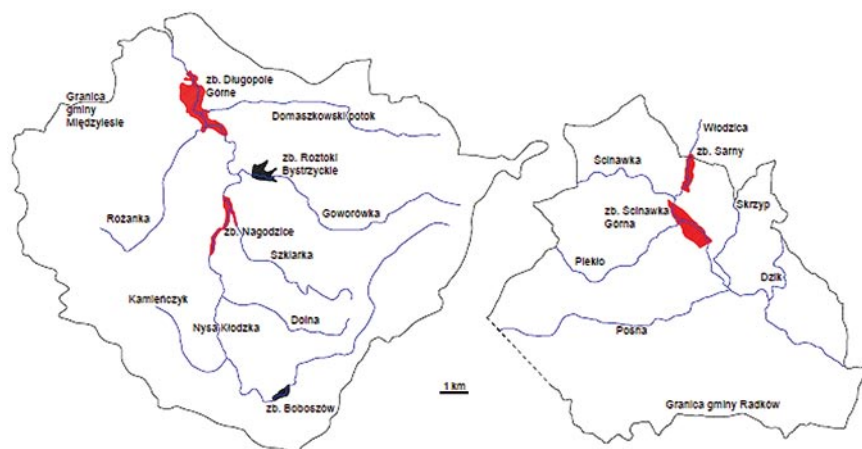 zb. Długopole
Górne
Granica
gminy
Międzylesie
Domaszkowski potok
zb. Roztoki
Bystrzyckie
Rożanka
Goworówka
zb. Nagodzice
Szklarka
Kamieńczyk
Nysa Kłodzka
Dolna
zb. Boboszów
1 km
Włodzica
zb. Sarny
Ścinawka
Skrzyp
zb. Ścinawka
Górna
Piekło
Dzik
Pośna
Granica gminy Radków